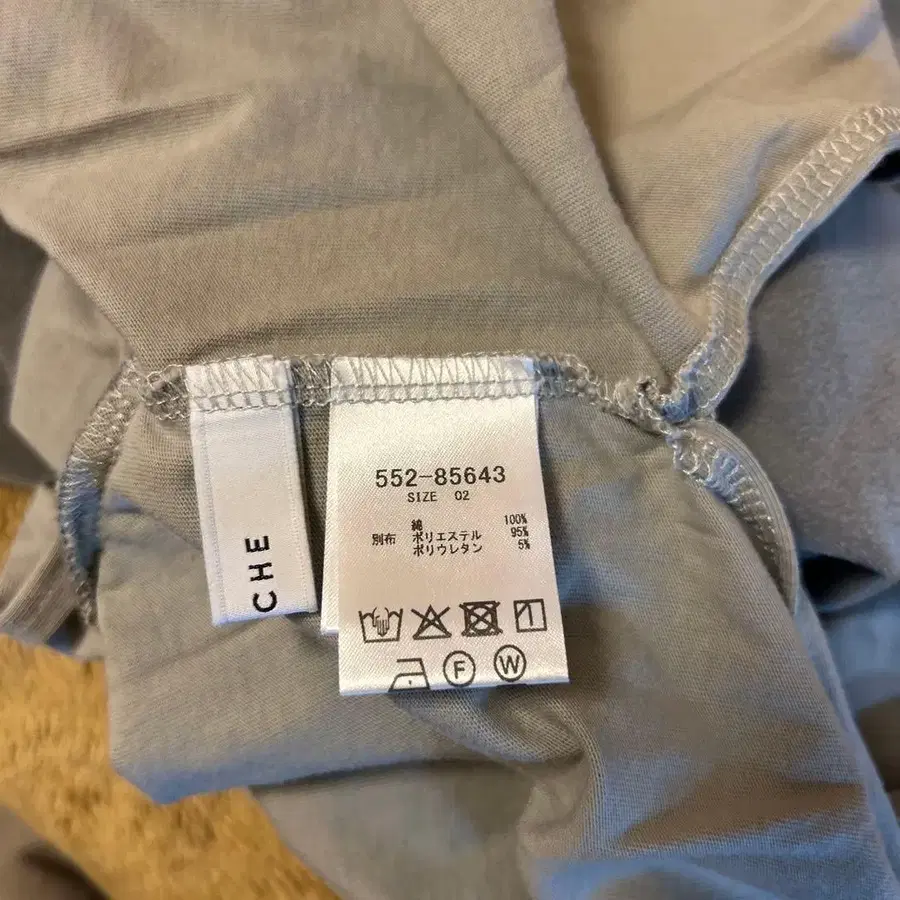 552-85643
SIZE 02
綿 100%
別布 ポリエステル 95%
ポリウレタン 5%
F W
CHE